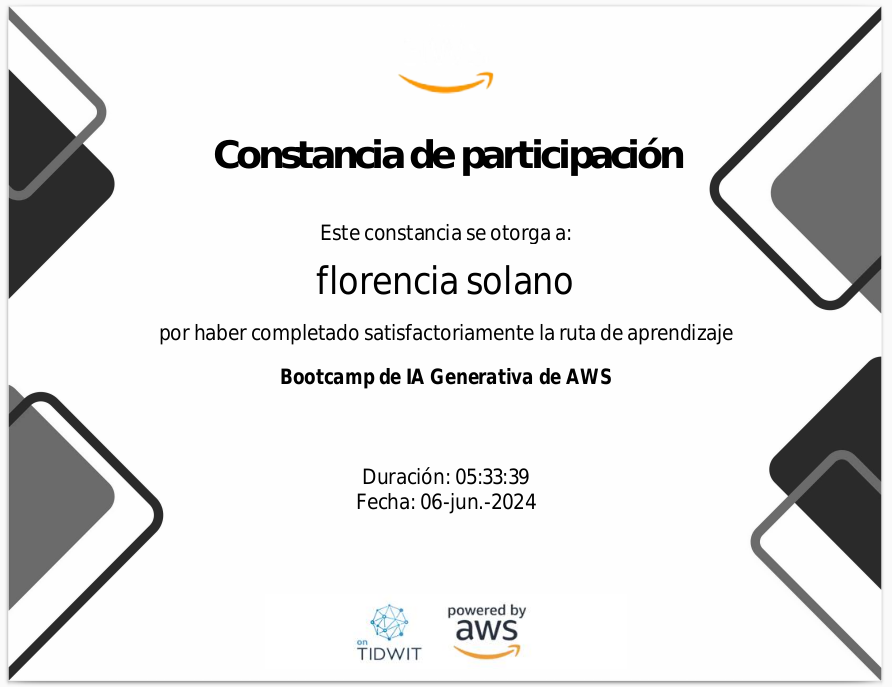 Constancia de participación
Este constancia se otorga a:
florencia solano
por haber completado satisfactoriamente la ruta de aprendizaje
Bootcamp de IA Generativa de AWS
Duración: 05:33:39
Fecha: 06-jun.-2024
on
TIDWIT
powered by
aws